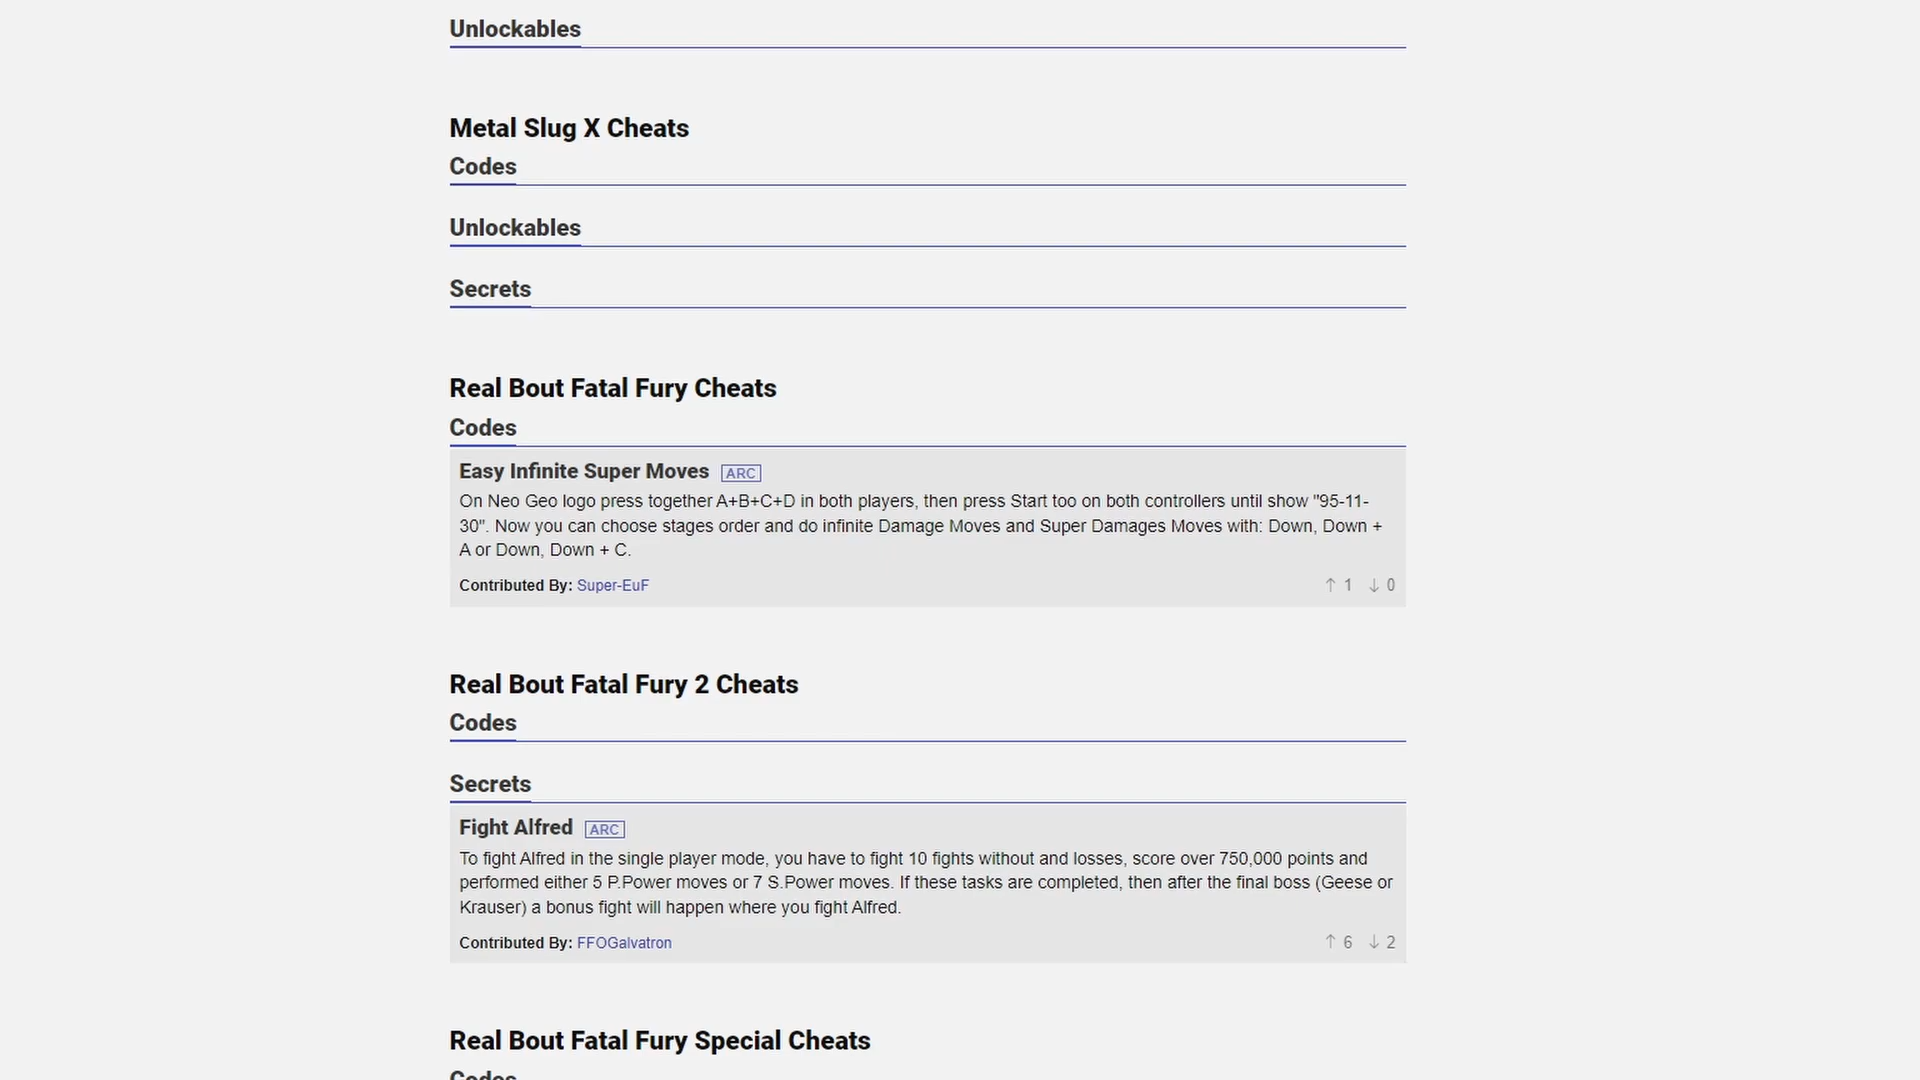 Unlockables
Metal Slug X Cheats
Codes
Unlockables
Secrets
Real Bout Fatal Fury Cheats
Codes
Easy Infinite Super Moves ARC
On Neo Geo logo press together A+B+C+D in both players, then press Start too on both controllers until show "95-11-
30". Now you can choose stages order and do infinite Damage Moves and Super Damages Moves with: Down, Down +
A or Down, Down + C.
Contributed By: Super-EuF ↑ 1 ↓ 0
Real Bout Fatal Fury 2 Cheats
Codes
Secrets
Fight Alfred ARC
To fight Alfred in the single player mode, you have to fight 10 fights without and losses, score over 750,000 points and
performed either 5 P.Power moves or 7 S.Power moves. If these tasks are completed, then after the final boss (Geese or
Krauser) a bonus fight will happen where you fight Alfred.
Contributed By: FFOGalvatron ↑ 6 ↓ 2
Real Bout Fatal Fury Special Cheats
Codes